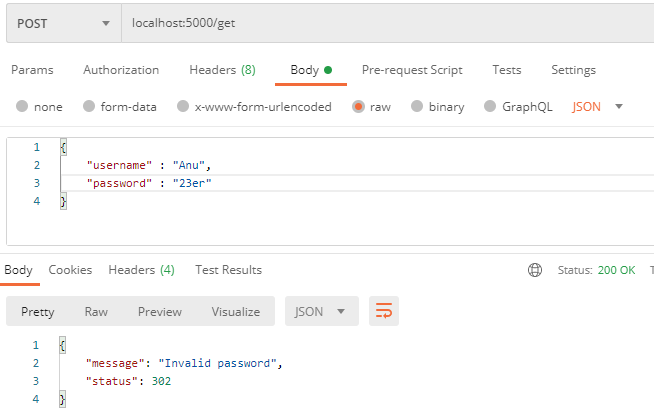 POST localhost:5000/get
Params Authorization Headers (8) Body Pre-request Script Tests Settings
none form-data x-www-form-urlencoded raw binary GraphQL JSON
1 {
2 "username" : "Anu",
3 "password" : "23er"
4 }
Body Cookies Headers (4) Test Results Status: 200 OK T
Pretty Raw Preview Visualize JSON
1 {
2 "message": "Invalid password",
3 "status": 302
4 }